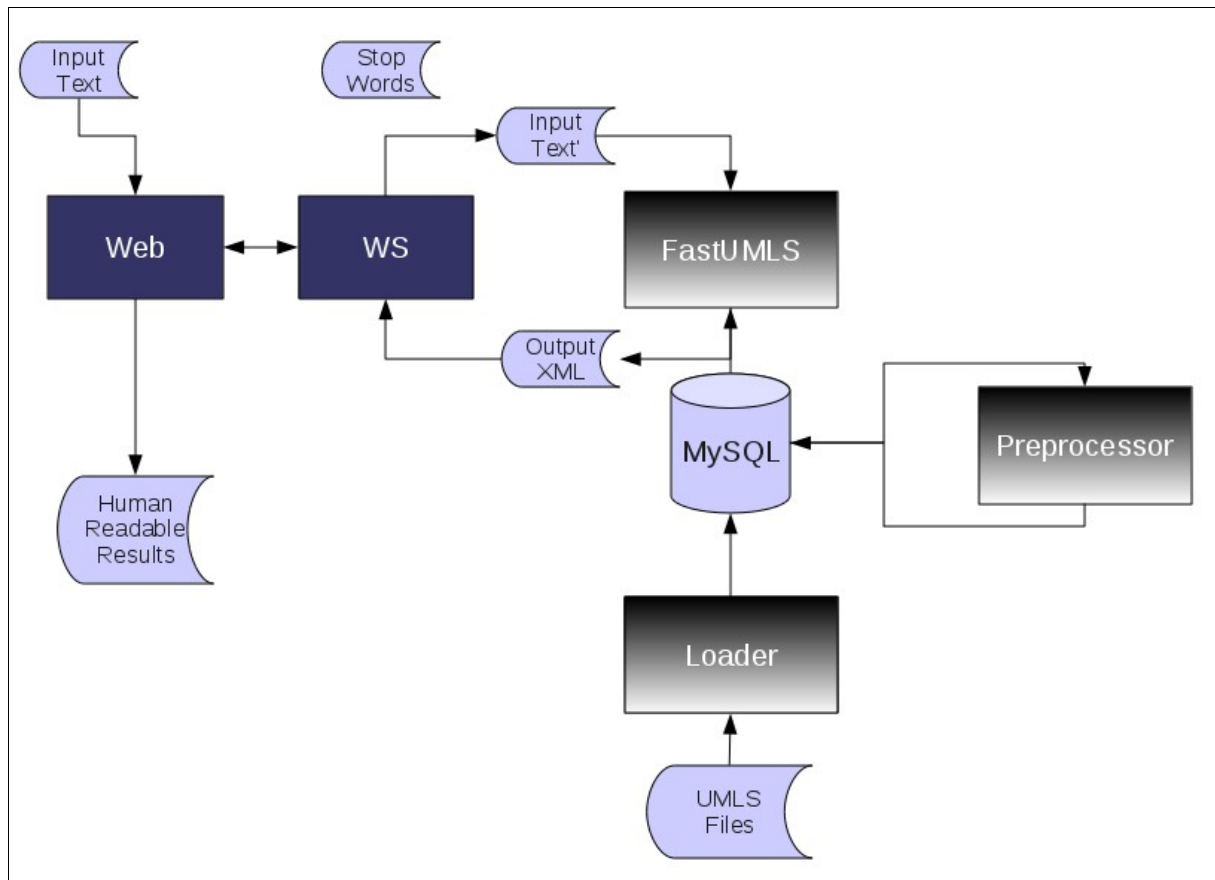 Input
Text
Stop
Words
Input
Text'
Web
WS
FastUMLS
Output
XML
MySQL
Preprocessor
Human
Readable
Results
Loader
UMLS
Files